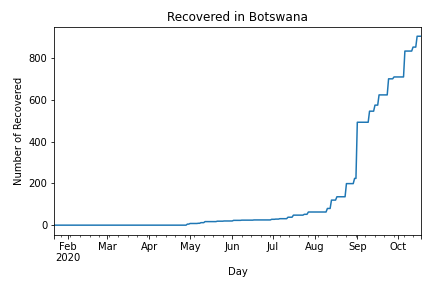 Recovered in Botswana
Number of Recovered
800
600
400
200
0
Feb Mar Apr May Jun Jul Aug Sep Oct
2020
Day